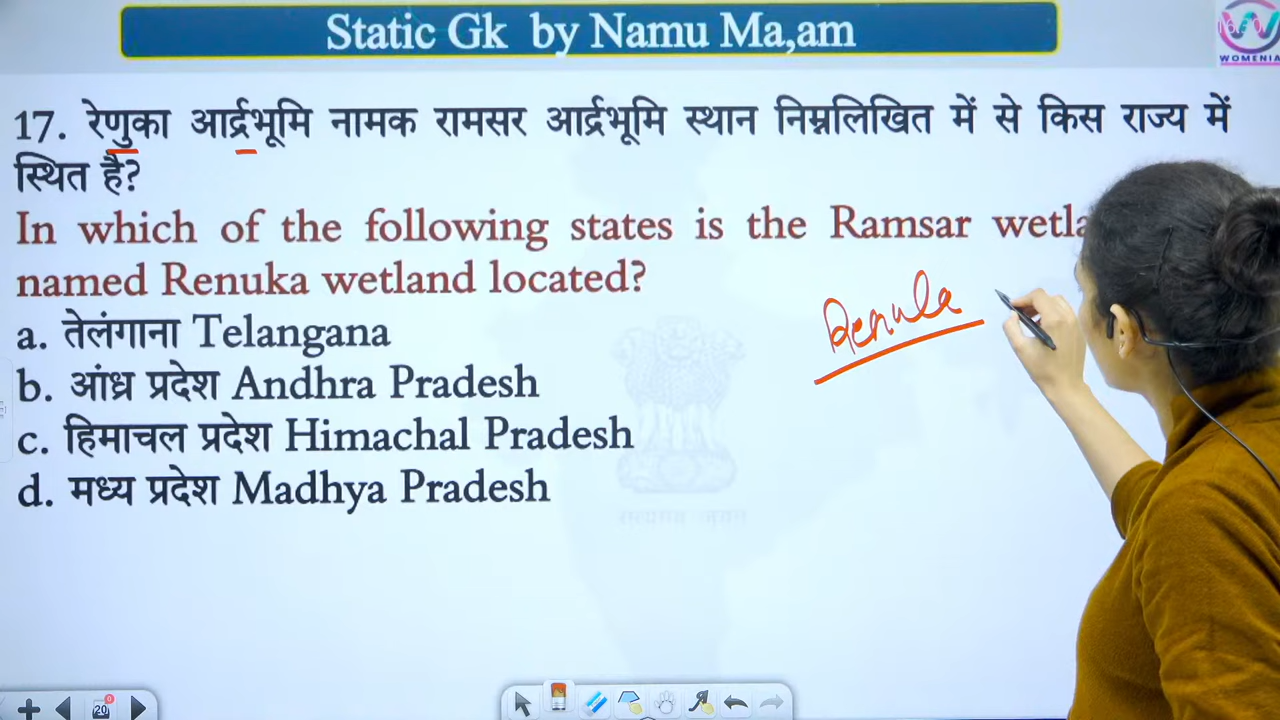 Static Gk by Namu Ma,am
WOMENIA
17. रेणुका आर्द्रभूमि नामक रामसर आर्द्रभूमि स्थान निम्नलिखित में से किस राज्य में
स्थित है?
In which of the following states is the Ramsar
named Renuka wetland located?
a. तेलंगाना Telangana
b. आंध्र प्रदेश Andhra Pradesh
c. हिमाचल प्रदेश Himachal Pradesh
d. मध्य प्रदेश Madhya Pradesh
20